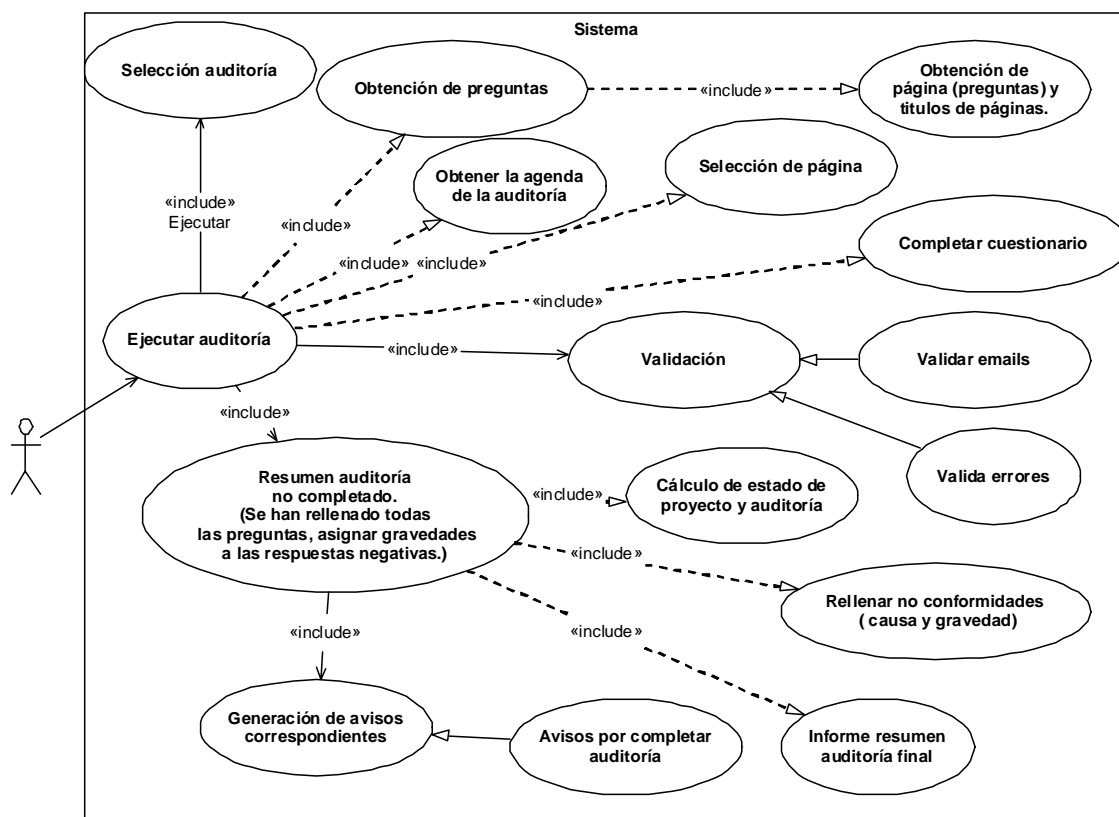 Sistema
Selección auditoría
Obtención de preguntas
«include»
Obtención de
página (preguntas) y
titulos de páginas.
Obtener la agenda
de la auditoría
Selección de página
«include»
Ejecutar
«include»
«include»
«include»
Completar cuestionario
«include»
Ejecutar auditoría
«include»
Validación
Validar emails
«include»
Valida errores
Resumen auditoría
no completado.
(Se han rellenado todas
las preguntas, asignar gravedades
a las respuestas negativas.)
«include»
Cálculo de estado de
proyecto y auditoría
«include»
Rellenar no conformidades
( causa y gravedad)
«include»
«include»
Generación de avisos
correspondientes
Avisos por completar
auditoría
Informe resumen
auditoría final